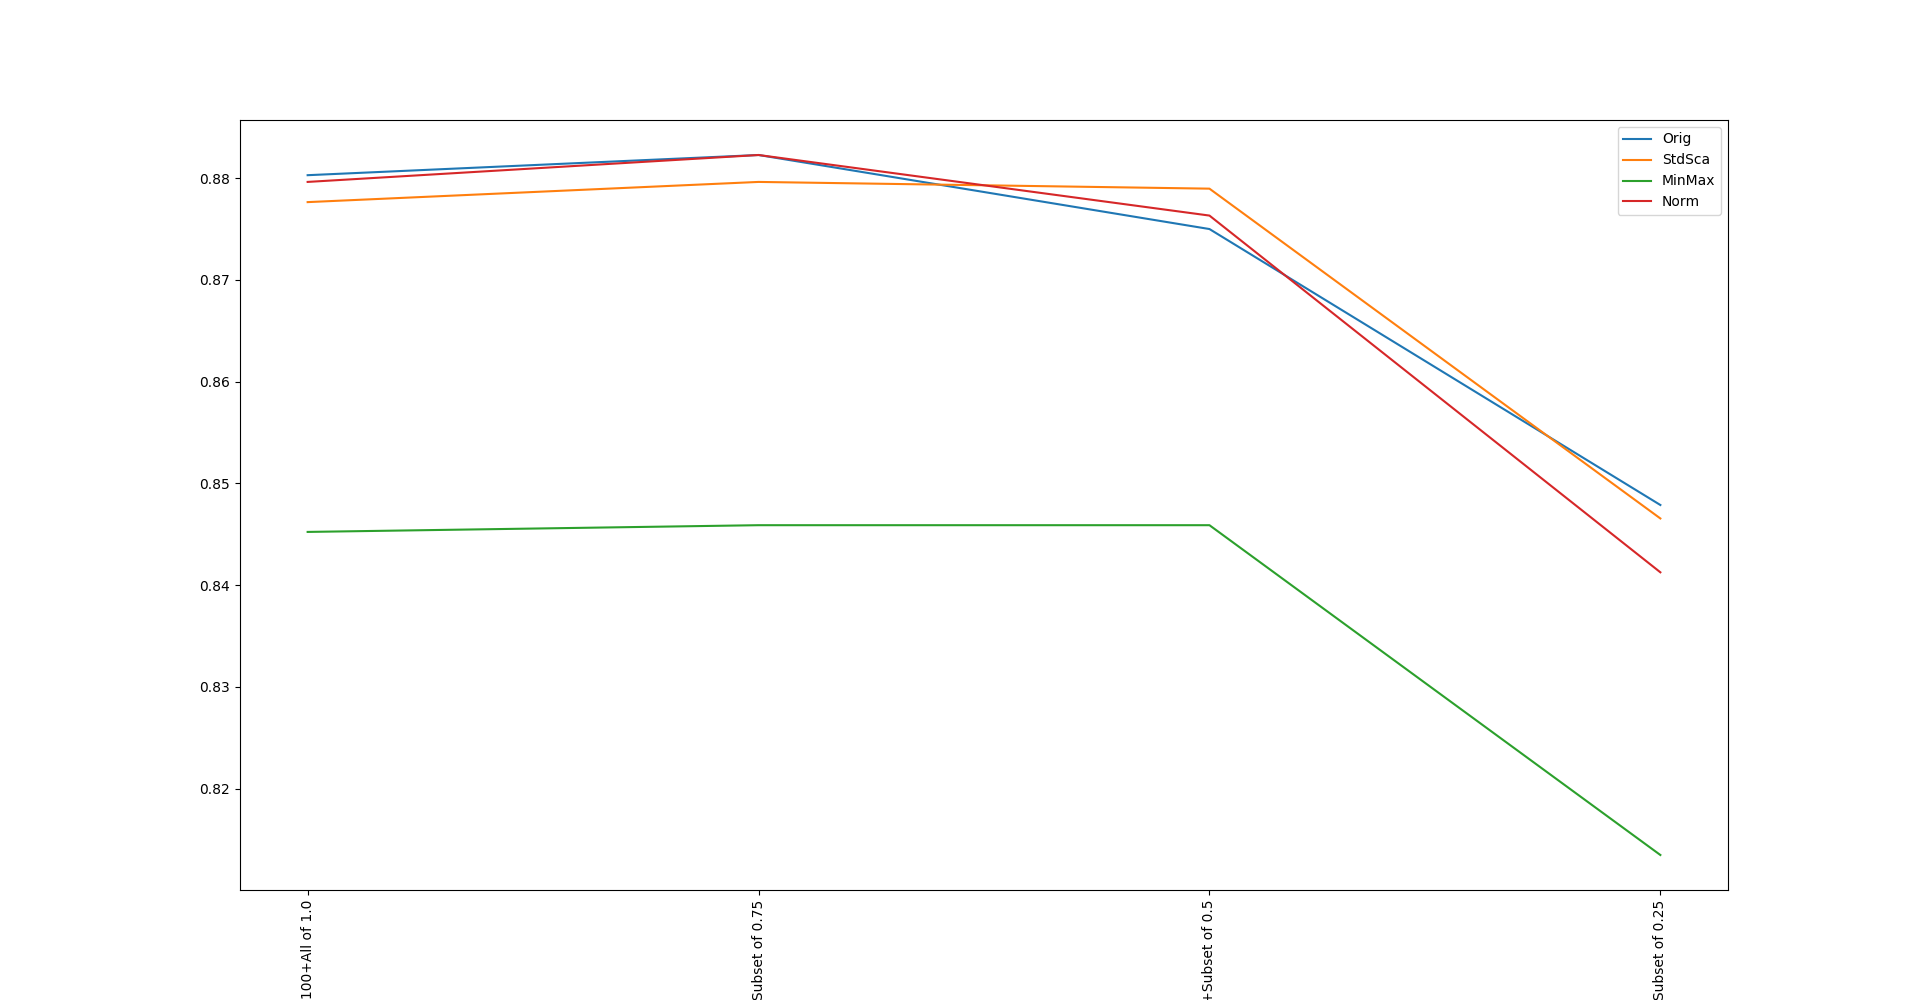 Orig
StdSca
MinMax
Norm
0.88
0.87
0.86
0.85
0.84
0.83
0.82
100+All of 1.0
Subset of 0.75
+Subset of 0.5
Subset of 0.25